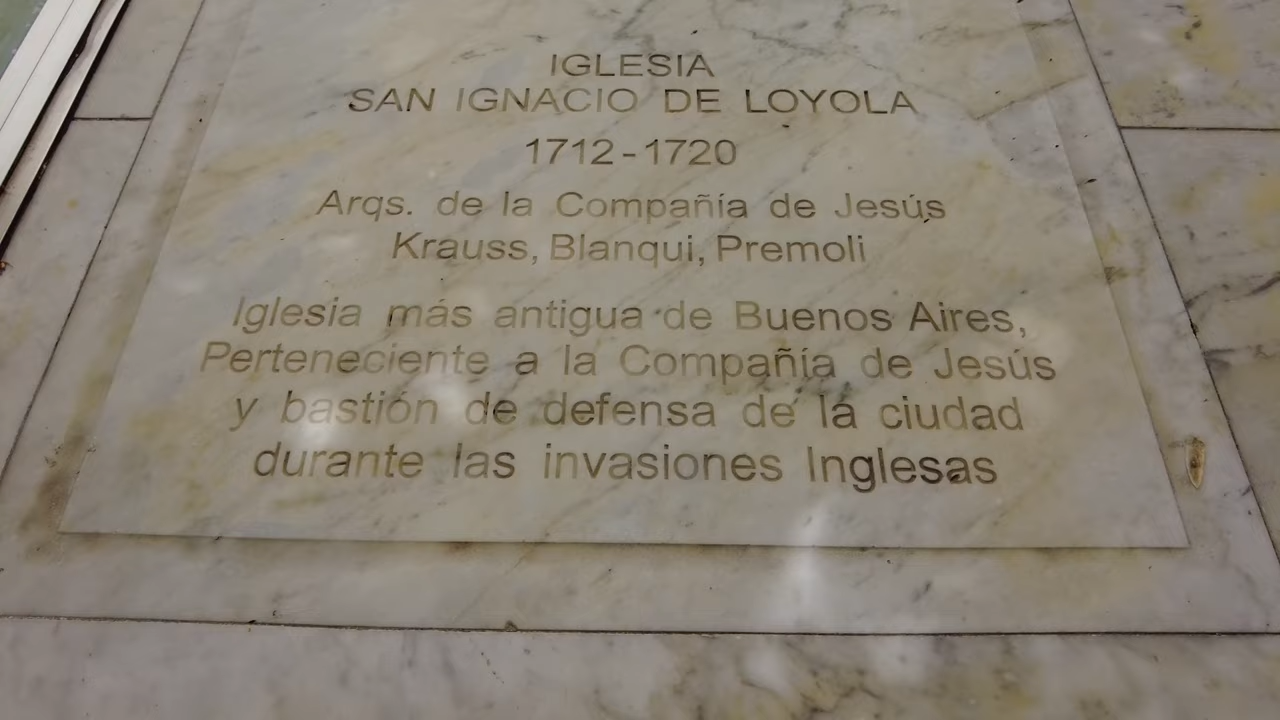 IGLESIA
SAN IGNACIO DE LOYOLA
1712-1720
Arqs. de la Compañía de Jesús
Krauss, Blanqui, Premoli
Iglesia más antigua de Buenos Aires,
Perteneciente a la Compañía de Jesús
y bastión de defensa de la ciudad
durante las invasiones Inglesas